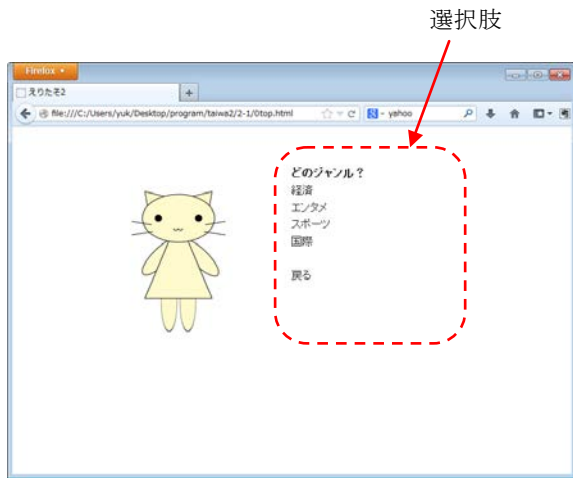 選択肢
Firefox
えりたそ2
file:///C:/Users/yuk/Desktop/program/taiwa2/2-1/0top.html
yahoo
どのジャンル？
経済
エンタメ
スポーツ
国際
戻る